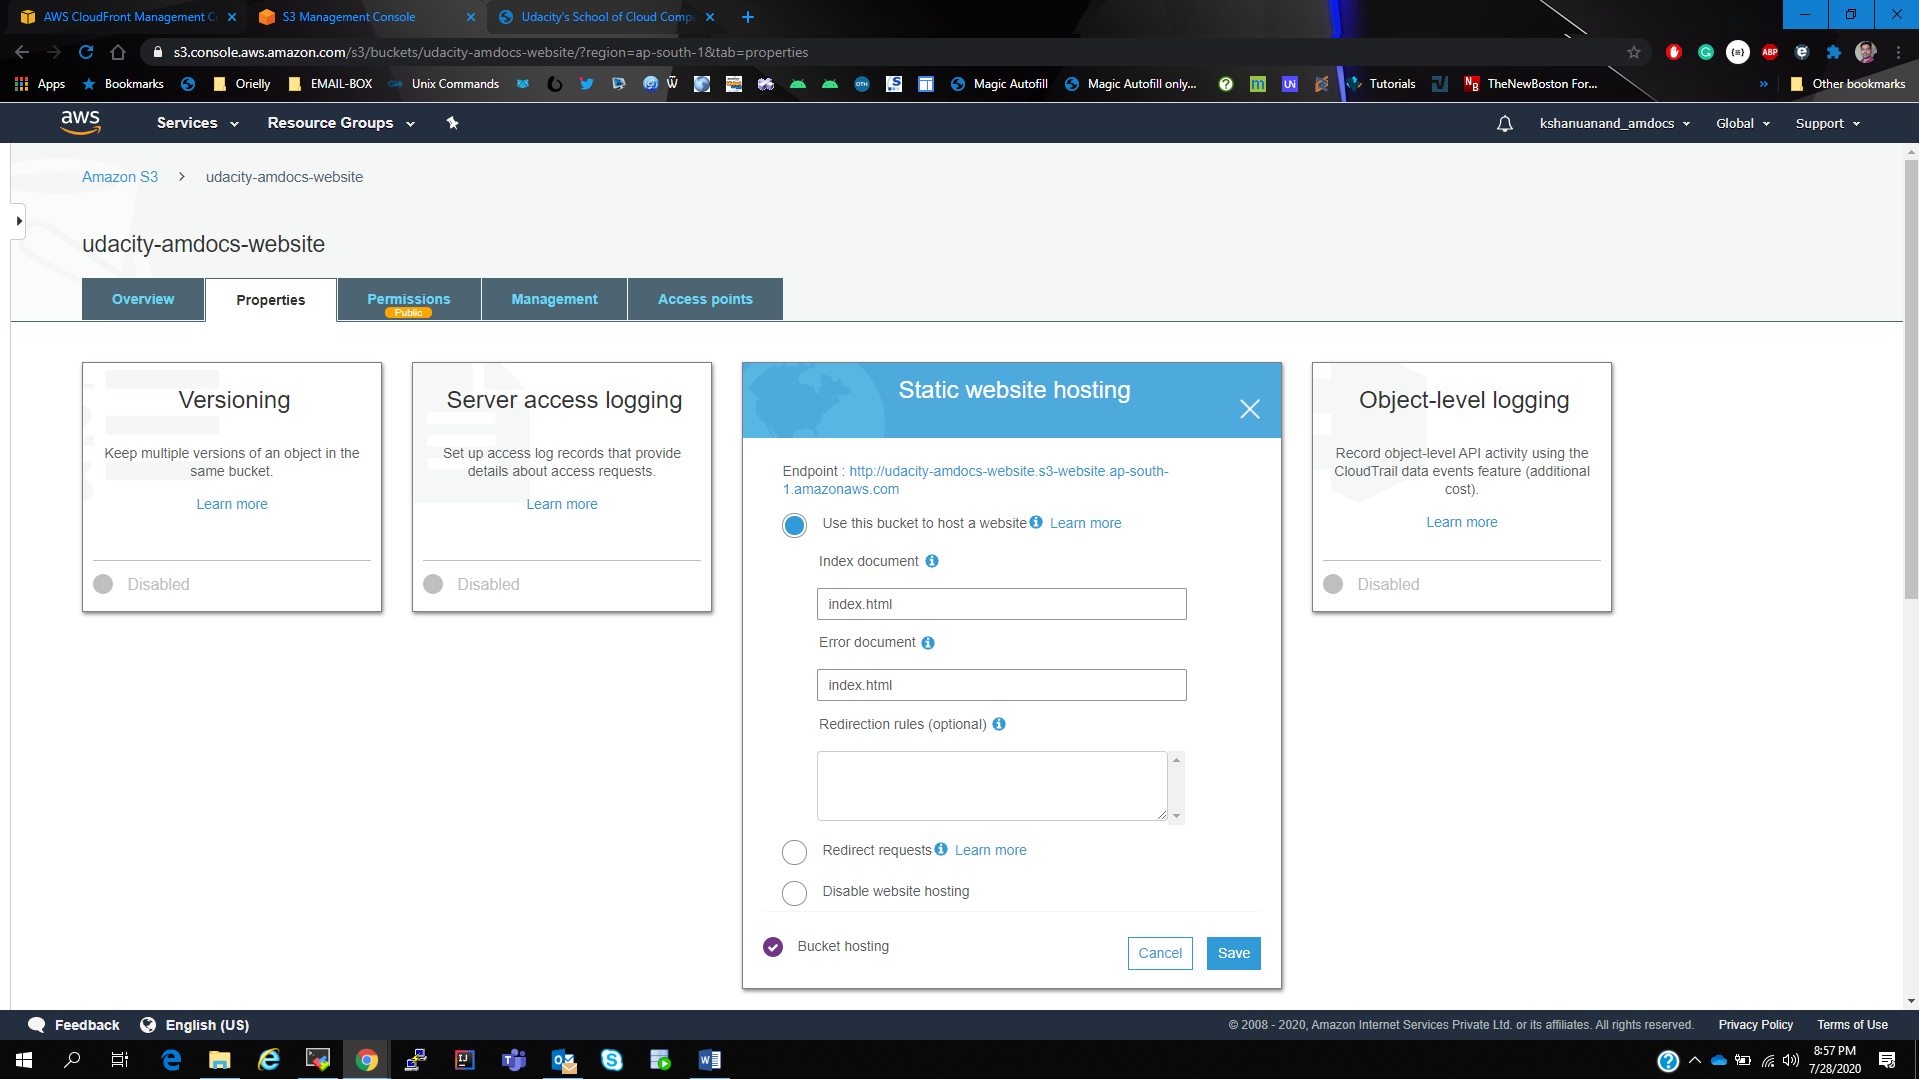 AWS CloudFront Management Co
S3 Management Console
Udacity's School of Cloud Compu
s3.console.aws.amazon.com/s3/buckets/udacity-amdocs-website/?region=ap-south-1&tab=properties
Apps
Bookmarks
Orielly
EMAIL-BOX
Unix Commands
Magic Autofill
Magic Autofill only...
Tutorials
TheNewBoston For...
Other bookmarks
aws
Services
Resource Groups
kshanuanand_amdocs
Global
Support
Amazon S3
udacity-amdocs-website
udacity-amdocs-website
Overview
Properties
Permissions
Public
Management
Access points
Versioning
Keep multiple versions of an object in the
same bucket.
Learn more
Disabled
Server access logging
Set up access log records that provide
details about access requests.
Learn more
Disabled
Static website hosting
Endpoint : http://udacity-amdocs-website.s3-website.ap-south-
1.amazonaws.com
Use this bucket to host a website Learn more
Index document
index.html
Error document
index.html
Redirection rules (optional)
Redirect requests Learn more
Disable website hosting
Bucket hosting
Cancel
Save
Object-level logging
Record object-level API activity using the
CloudTrail data events feature (additional
cost).
Learn more
Disabled
Feedback
English (US)
© 2008 - 2020, Amazon Internet Services Private Ltd. or its affiliates. All rights reserved.
Privacy Policy
Terms of Use
8:57 PM
7/28/2020